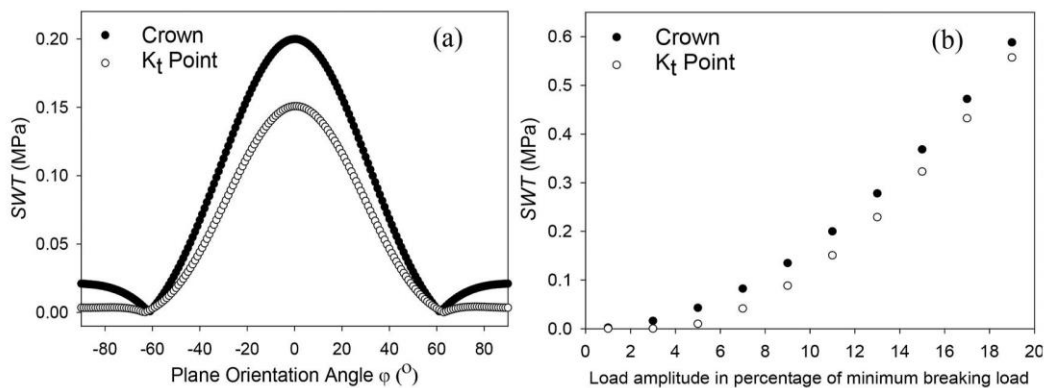 (a)
Crown
Kt Point
0.20
0.15
0.10
0.05
0.00
SWT (MPa)
-80 -60 -40 -20 0 20 40 60 80
Plane Orientation Angle φ (o)
(b)
Crown
Kt Point
0.6
0.5
0.4
0.3
0.2
0.1
0.0
SWT (MPa)
0 2 4 6 8 10 12 14 16 18 20
Load amplitude in percentage of minimum breaking load